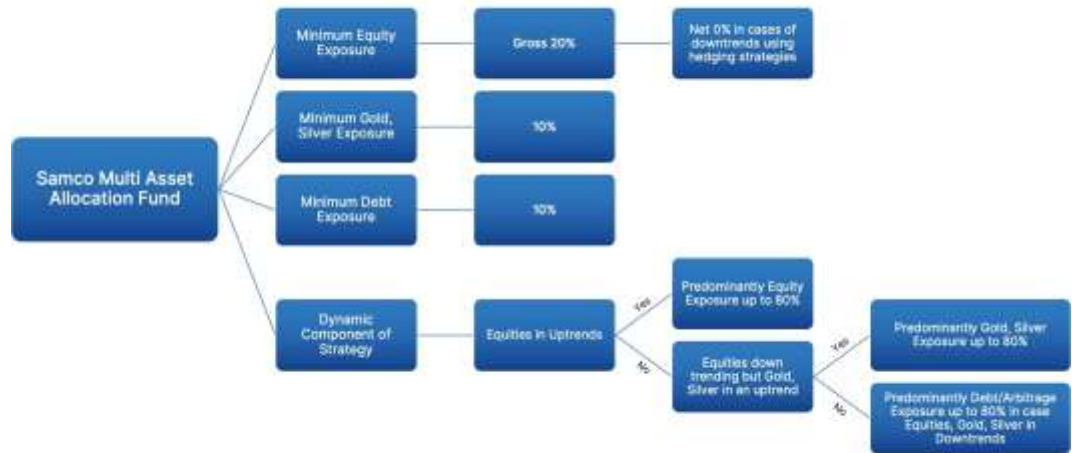 Minimum Equity
Exposure
Gross 20%
Net 0% in cases of
downtrends using
hedging strategies
Minimum Gold,
Silver Exposure
10%
Samco Multi Asset
Allocation Fund
Minimum Debt
Exposure
10%
Dynamic
Component of
Strategy
Equities in Uptrends
Yes
Predominantly Equity
Exposure up to 80%
No
Equities down
trending but Gold,
Silver in an uptrend
Yes
Predominantly Gold, Silver
Exposure up to 80%
No
Predominantly Debt/Arbitrage
Exposure up to 80% in case
Equities, Gold, Silver in
Downtrends